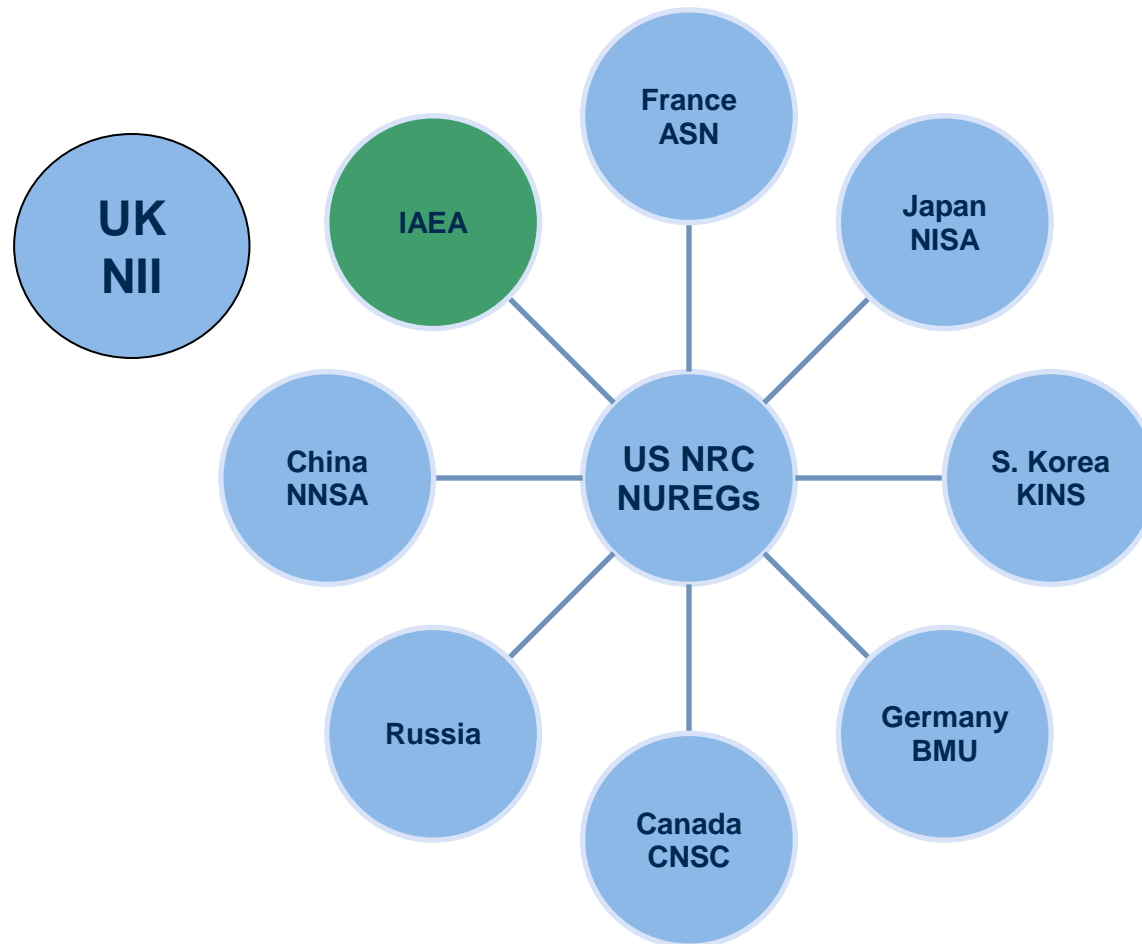 France
ASN
UK
NII
IAEA
Japan
NISA
China
NNSA
US NRC
NUREGs
S. Korea
KINS
Russia
Germany
BMU
Canada
CNSC